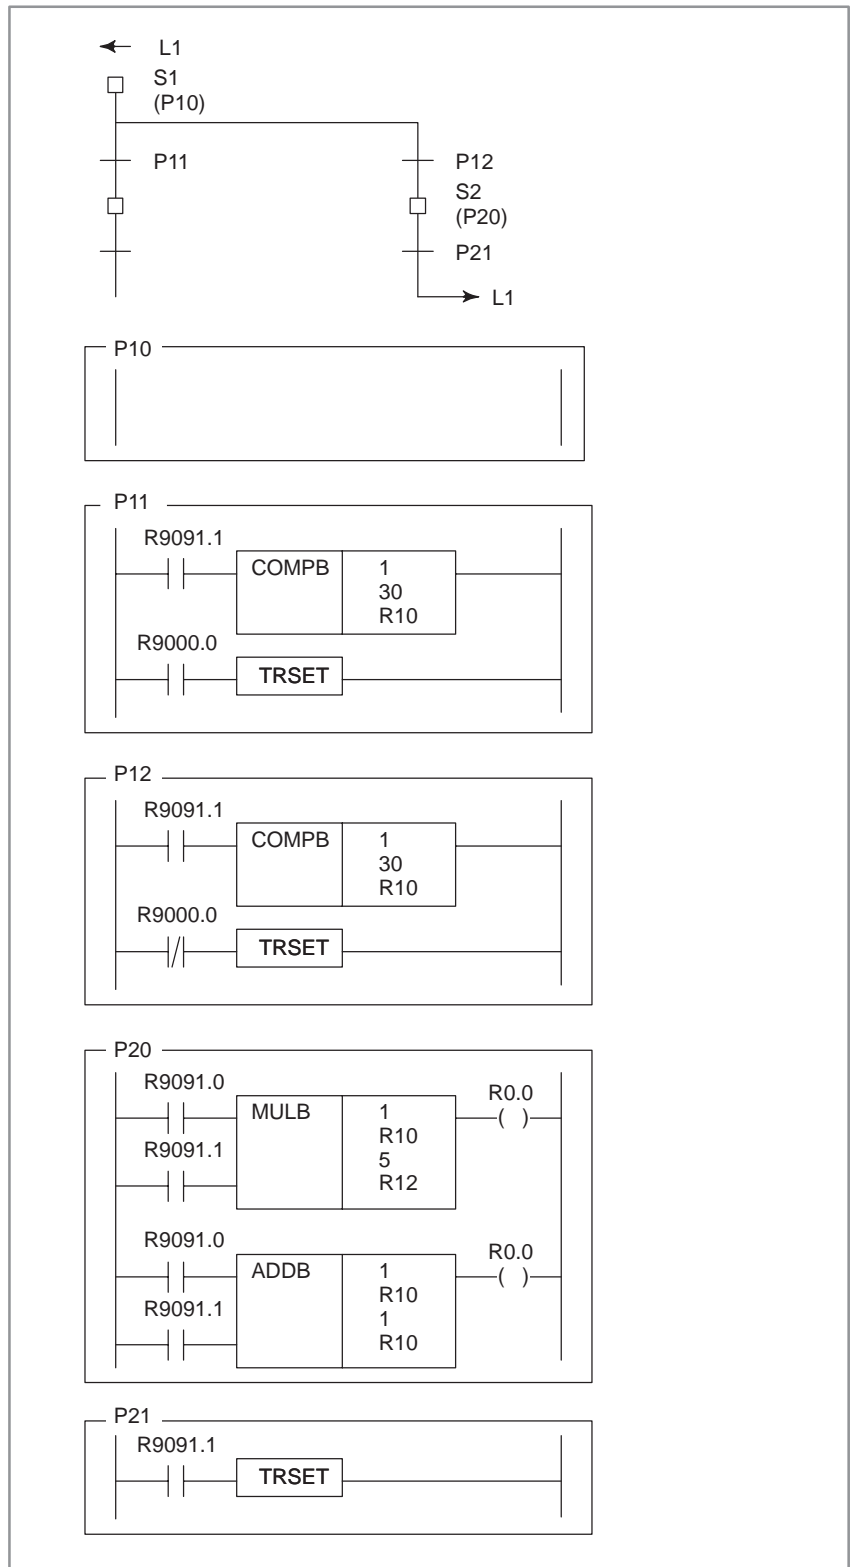 L1
S1
(P10)
P11
P12
S2
(P20)
P21
L1
P10
P11
R9091.1
COMPB 1
30
R10
R9000.0
TRSET
P12
R9091.1
COMPB 1
30
R10
R9000.0
TRSET
P20
R9091.0
R0.0
MULB 1
( )
R10
R9091.1
5
R12
R9091.0
R0.0
ADDB 1
( )
R10
R9091.1
1
R10
P21
R9091.1
TRSET